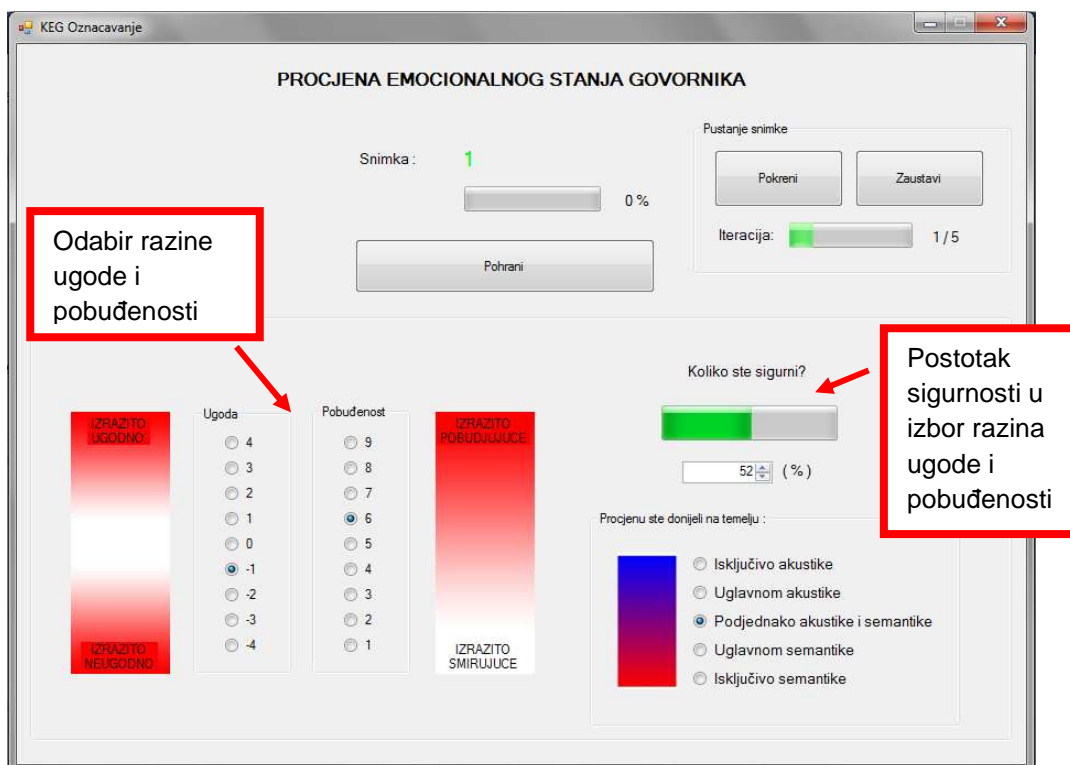 KEG Oznacavanje
PROCJENA EMOCIONALNOG STANJA GOVORNIKA
Snimka : 1
0 %
Pustanje snimke
Pokreni
Zaustavi
Iteracija:
1 / 5
Pohrani
Odabir razine
ugode i
pobuđenosti
Koliko ste sigurni?
52
( % )
Postotak
sigurnosti u
izbor razina
ugode i
pobuđenosti
IZRAZITO
UGODNO
IZRAZITO
NEUGODNO
Ugoda
4
3
2
1
0
-1
-2
-3
-4
Pobuđenost
9
8
7
6
5
4
3
2
1
IZRAZITO
POBUDJUJUCE
IZRAZITO
SMIRUJUCE
Procjenu ste donijeli na temelju :
Isključivo akustike
Uglavnom akustike
Podjednako akustike i semantike
Uglavnom semantike
Isključivo semantike